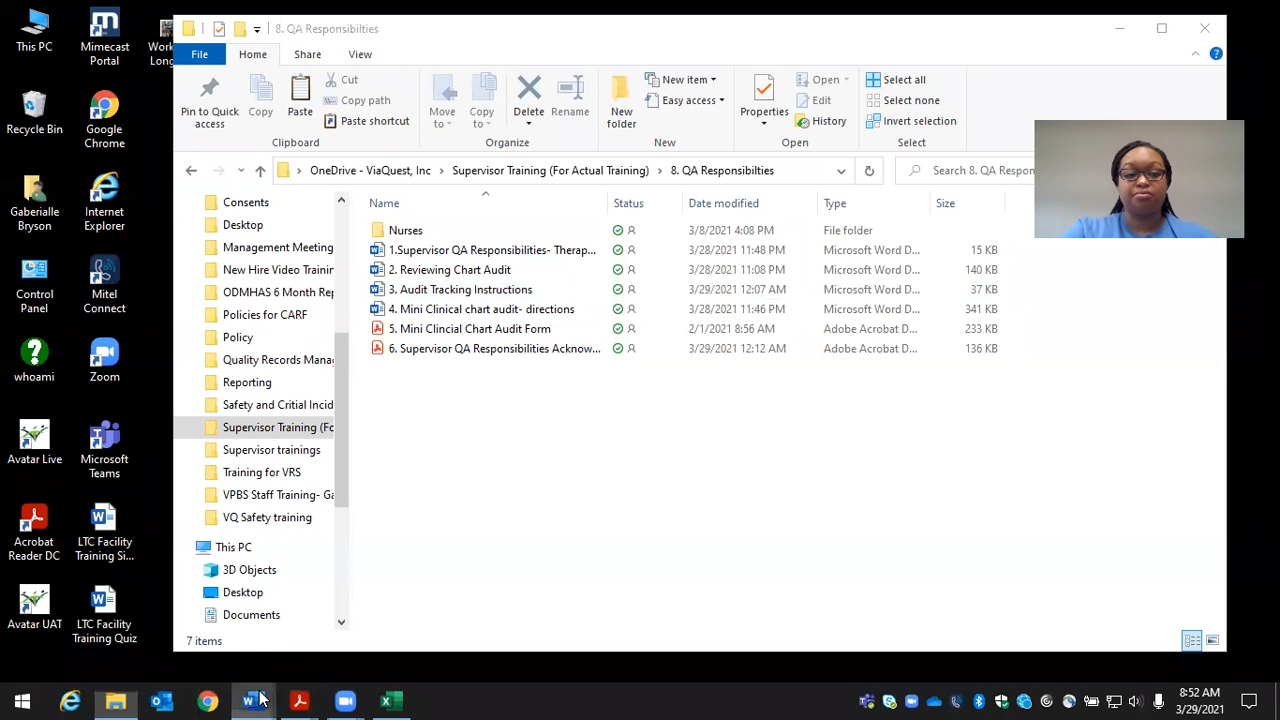 This PC
Mimecast
Portal
Recycle Bin
Google
Chrome
Gaberialle
Bryson
Internet
Explorer
Control
Panel
Mitel
Connect
whoami
Zoom
Avatar Live
Microsoft
Teams
Acrobat
Reader DC
LTC Facility
Training Si...
Avatar UAT
LTC Facility
Training Quiz
Work
Long
8. QA Responsibilties
File Home Share View
Pin to Quick
access
Copy
Paste
Cut
Copy path
Paste shortcut
Clipboard
Move
to
Copy
to
Delete
Rename
Organize
New
folder
New item
Easy access
New
Properties
Open
Edit
History
Open
Select all
Select none
Invert selection
Select
OneDrive - ViaQuest, Inc > Supervisor Training (For Actual Training) > 8. QA Responsibilties
Search 8. QA Respon
Consents
Desktop
Management Meeting
New Hire Video Trainin
ODMHAS 6 Month Rep
Policies for CARF
Policy
Quality Records Mana
Reporting
Safety and Critial Incid
Supervisor Training (Fo
Supervisor trainings
Training for VRS
VPBS Staff Training- Ga
VQ Safety training
This PC
3D Objects
Desktop
Documents
Name Status Date modified Type Size
Nurses 3/8/2021 4:08 PM File folder
1.Supervisor QA Responsibilities- Therap... 3/28/2021 11:48 PM Microsoft Word D... 15 KB
2. Reviewing Chart Audit 3/28/2021 11:08 PM Microsoft Word D... 140 KB
3. Audit Tracking Instructions 3/29/2021 12:07 AM Microsoft Word D... 37 KB
4. Mini Clinical chart audit- directions 3/28/2021 11:46 PM Microsoft Word D... 341 KB
5. Mini Clincial Chart Audit Form 2/1/2021 8:56 AM Adobe Acrobat D... 233 KB
6. Supervisor QA Responsibilities Acknow... 3/29/2021 12:12 AM Adobe Acrobat D... 136 KB
7 items
8:52 AM
3/29/2021